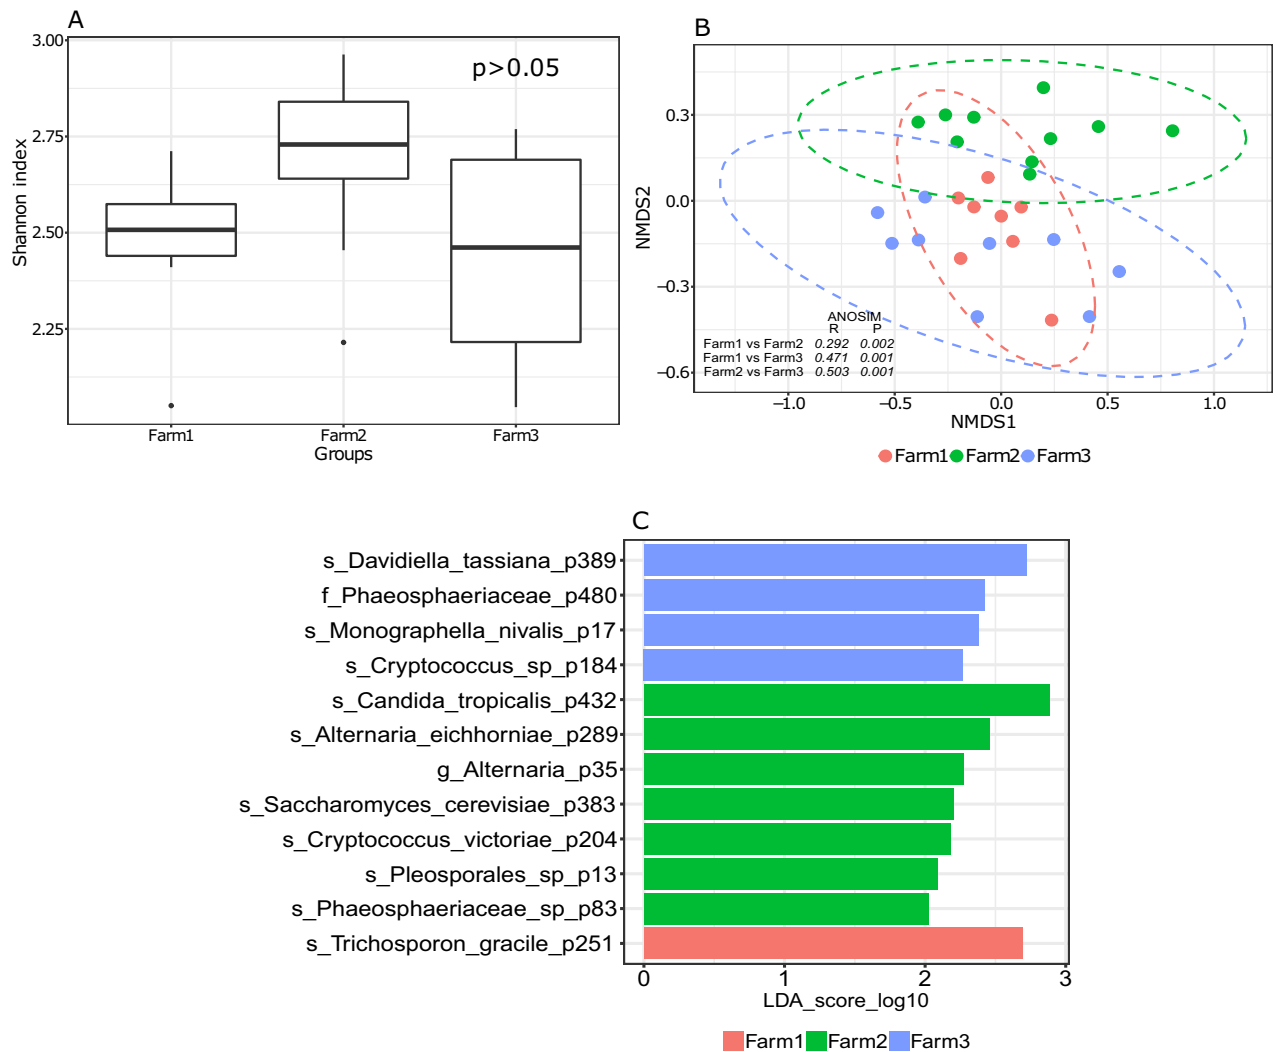 A
3.00
2.75
2.50
2.25
Shannon index
p>0.05
Farm1
Farm2
Farm3
Groups
B
0.3
0.0
−0.3
−0.6
NMDS2
ANOSIM
R P
Farm1 vs Farm2 0.292 0.002
Farm1 vs Farm3 0.471 0.001
Farm2 vs Farm3 0.503 0.001
−1.0 −0.5 0.0 0.5 1.0
NMDS1
Farm1 Farm2 Farm3
C
s_Davidiella_tassiana_p389
f_Phaeosphaeriaceae_p480
s_Monographella_nivalis_p17
s_Cryptococcus_sp_p184
s_Candida_tropicalis_p432
s_Alternaria_eichhorniae_p289
g_Alternaria_p35
s_Saccharomyces_cerevisiae_p383
s_Cryptococcus_victoriae_p204
s_Pleosporales_sp_p13
s_Phaeosphaeriaceae_sp_p83
s_Trichosporon_gracile_p251
0 1 2 3
LDA_score_log10
Farm1 Farm2 Farm3